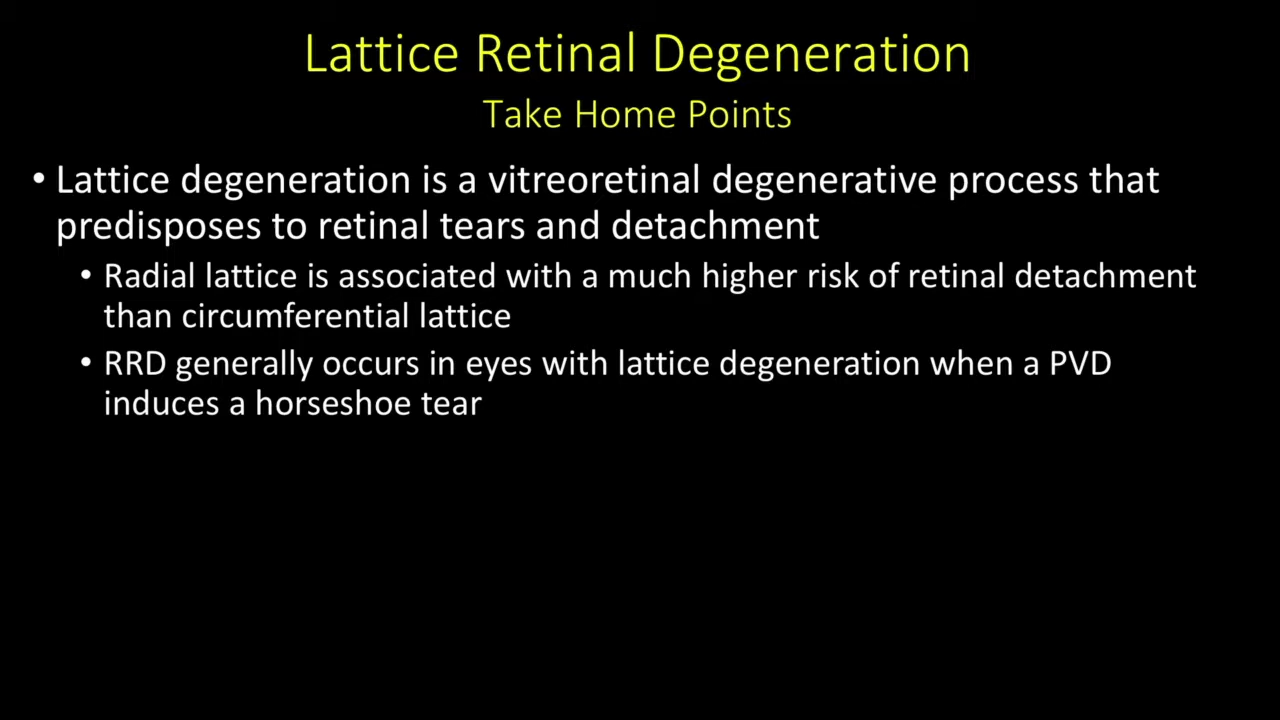 Lattice Retinal Degeneration
Take Home Points
• Lattice degeneration is a vitreoretinal degenerative process that
predisposes to retinal tears and detachment
• Radial lattice is associated with a much higher risk of retinal detachment
than circumferential lattice
• RRD generally occurs in eyes with lattice degeneration when a PVD
induces a horseshoe tear